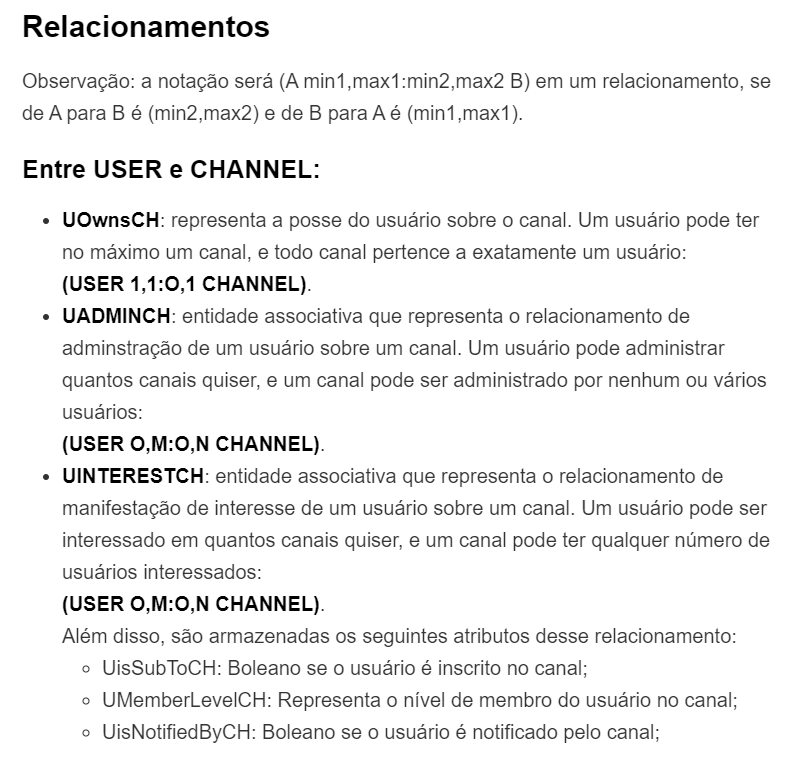 Relacionamentos
Observação: a notação será (A min1,max1:min2,max2 B) em um relacionamento, se
de A para B é (min2,max2) e de B para A é (min1,max1).
Entre USER e CHANNEL:
• UOwnsCH: representa a posse do usuário sobre o canal. Um usuário pode ter
no máximo um canal, e todo canal pertence a exatamente um usuário:
(USER 1,1:O,1 CHANNEL).
• UADMINCH: entidade associativa que representa o relacionamento de
adminstração de um usuário sobre um canal. Um usuário pode administrar
quantos canais quiser, e um canal pode ser administrado por nenhum ou vários
usuários:
(USER O,M:O,N CHANNEL).
• UINTERESTCH: entidade associativa que representa o relacionamento de
manifestação de interesse de um usuário sobre um canal. Um usuário pode ser
interessado em quantos canais quiser, e um canal pode ter qualquer número de
usuários interessados:
(USER O,M:O,N CHANNEL).
Além disso, são armazenadas os seguintes atributos desse relacionamento:
◦ UisSubToCH: Boleano se o usuário é inscrito no canal;
◦ UMemberLevelCH: Representa o nível de membro do usuário no canal;
◦ UisNotifiedByCH: Boleano se o usuário é notificado pelo canal;